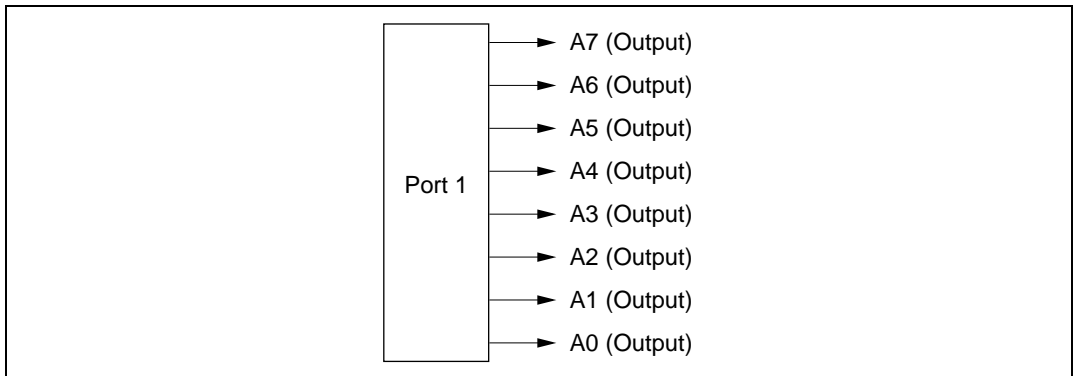 A7 (Output)
A6 (Output)
A5 (Output)
A4 (Output)
Port 1
A3 (Output)
A2 (Output)
A1 (Output)
A0 (Output)